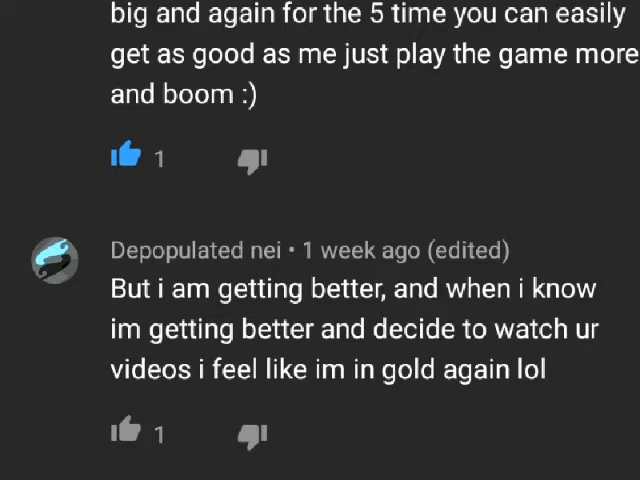 big and again for the 5 time you can easily
get as good as me just play the game more
and boom :)
1
Depopulated nei • 1 week ago (edited)
But i am getting better, and when i know
im getting better and decide to watch ur
videos i feel like im in gold again lol
1